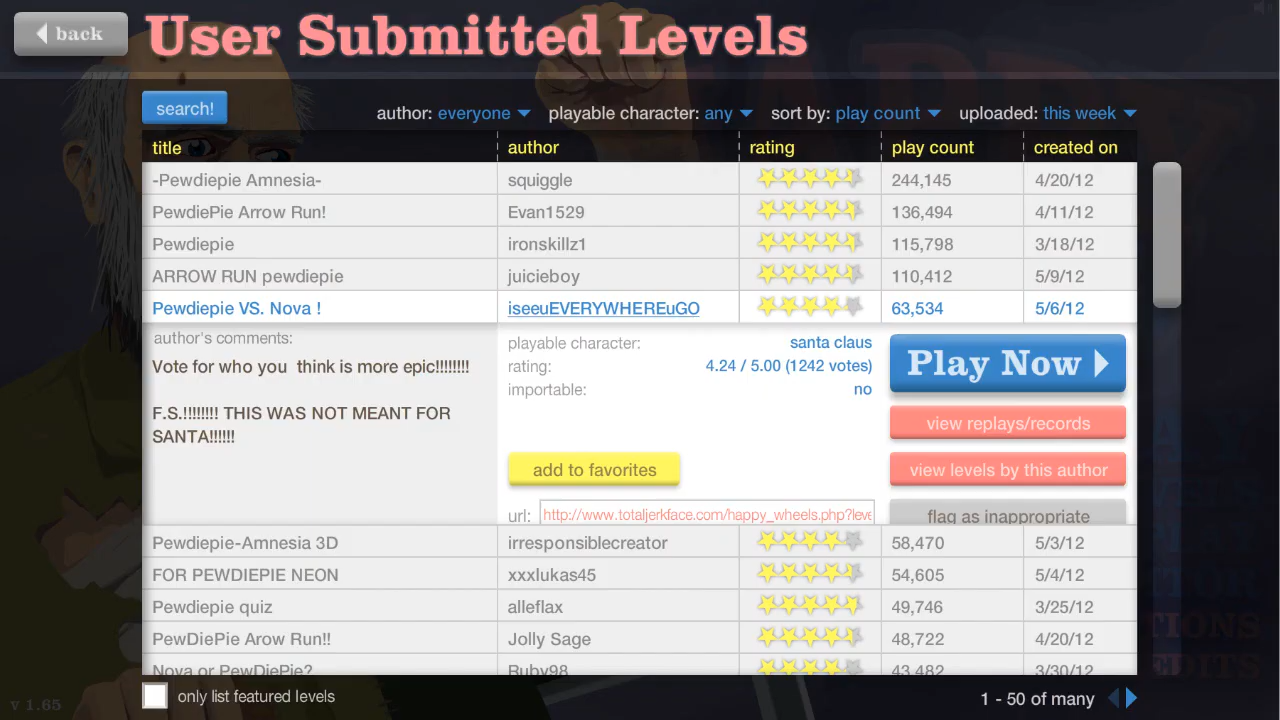 back
User Submitted Levels
search!
author: everyone playable character: any sort by: play count uploaded: this week
title author rating play count created on
-Pewdiepie Amnesia- squiggle 244,145 4/20/12
PewdiePie Arrow Run! Evan1529 136,494 4/11/12
Pewdiepie ironskillz1 115,798 3/18/12
ARROW RUN pewdiepie juicieboy 110,412 5/9/12
Pewdiepie VS. Nova ! iseeuEVERYWHEREuGO 63,534 5/6/12
author's comments:
Vote for who you think is more epic!!!!!!!!
F.S.!!!!!!!! THIS WAS NOT MEANT FOR
SANTA!!!!!!
playable character: santa claus
rating: 4.24 / 5.00 (1242 votes)
importable: no
add to favorites
url: http://www.totaljerkface.com/happy_wheels.php?leve
Play Now
view replays/records
view levels by this author
flag as inappropriate
Pewdiepie-Amnesia 3D irresponsiblecreator 58,470 5/3/12
FOR PEWDIEPIE NEON xxxlukas45 54,605 5/4/12
Pewdiepie quiz alleflax 49,746 3/25/12
PewDiePie Arow Run!! Jolly Sage 48,722 4/20/12
Nova or PewDiePie? Ruby98 43,482 3/30/12
only list featured levels
1 - 50 of many
v 1.65